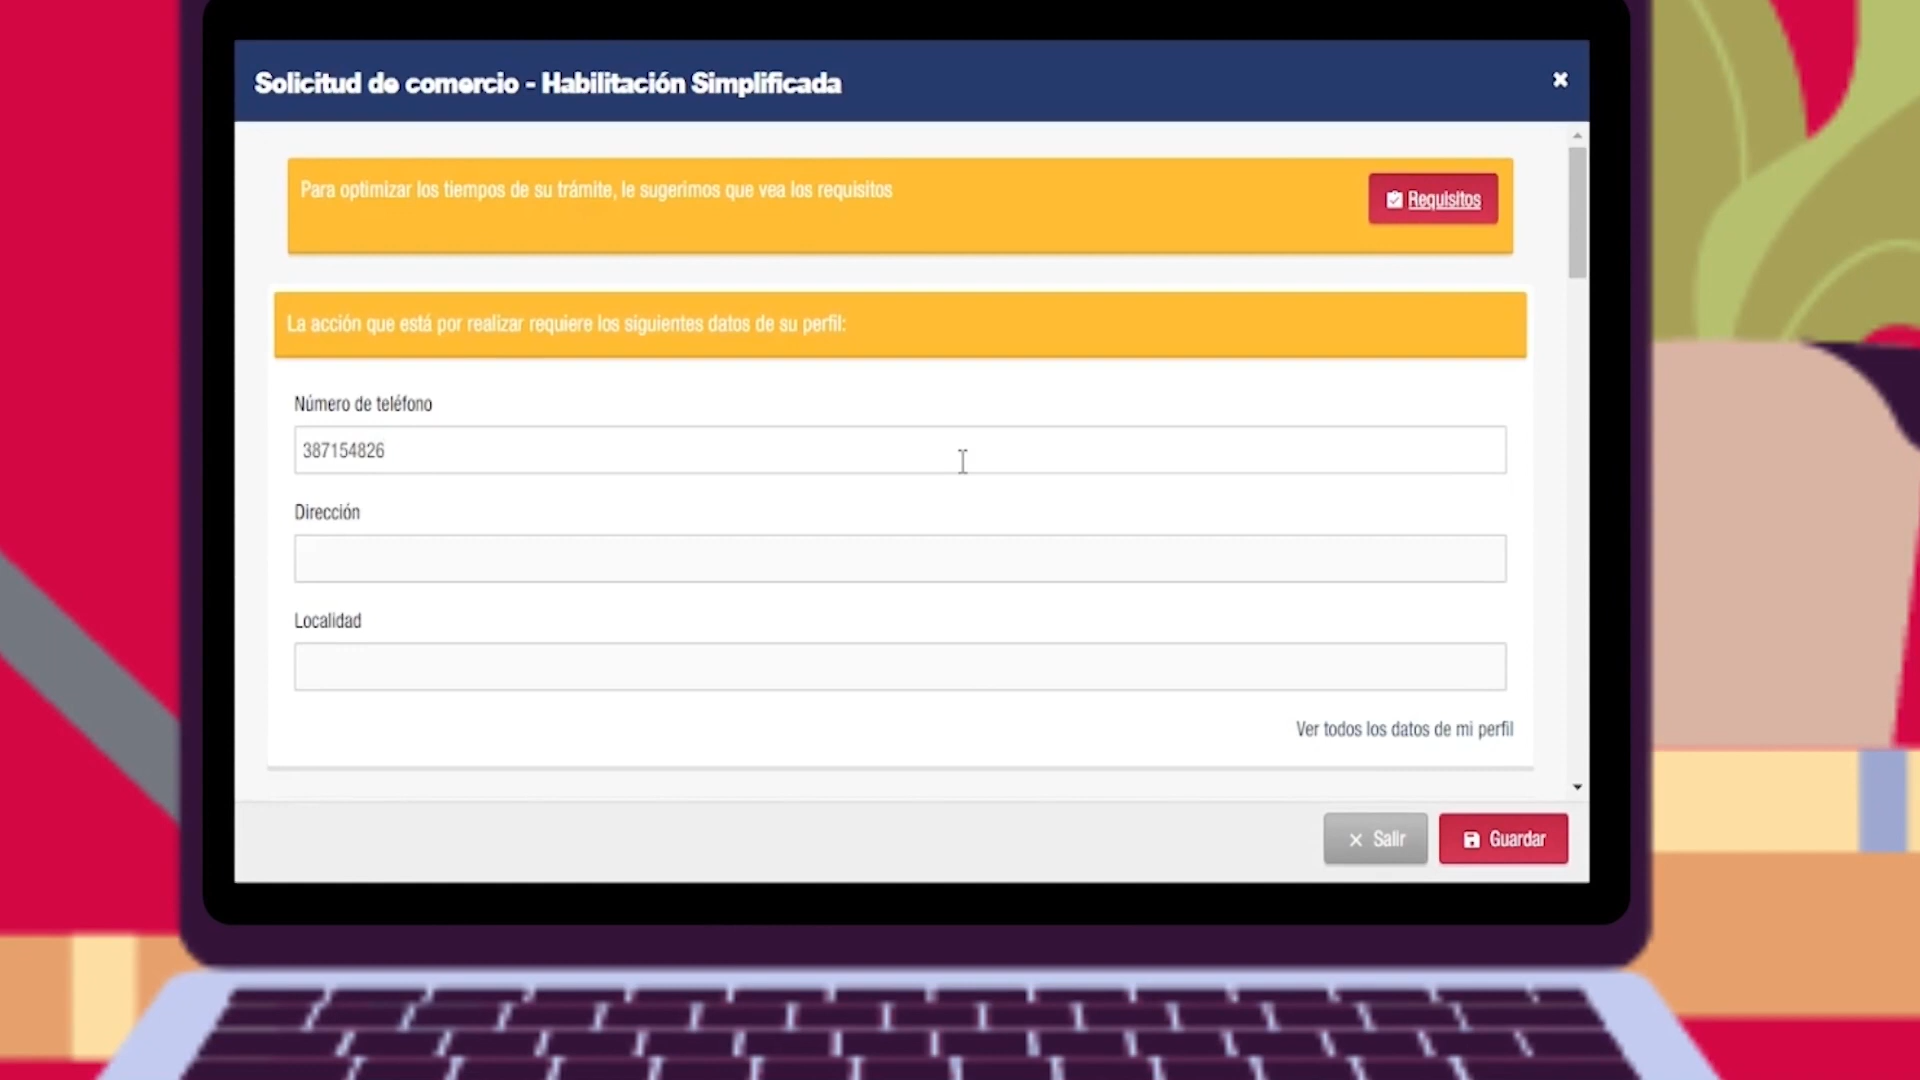 Solicitud de comercio - Habilitación Simplificada
Para optimizar los tiempos de su trámite, le sugerimos que vea los requisitos
Requisitos
La acción que está por realizar requiere los siguientes datos de su perfil:
Número de teléfono
387154826
Dirección
Localidad
Ver todos los datos de mi perfil
Salir
Guardar